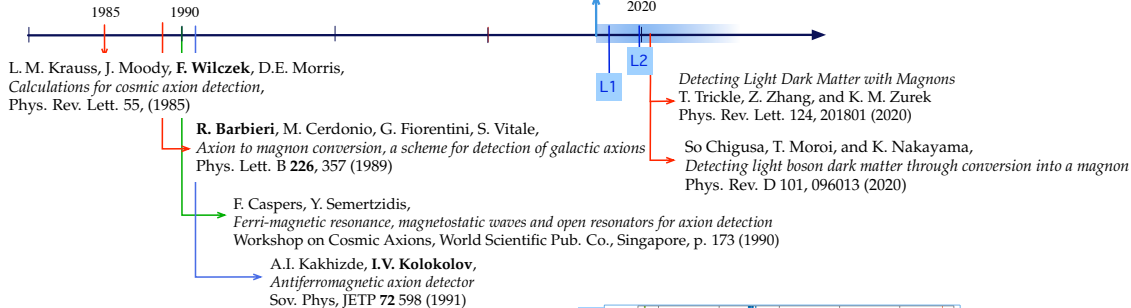 1985
1990
2020
L1
L2
L. M. Krauss, J. Moody, F. Wilczek, D.E. Morris,
Calculations for cosmic axion detection,
Phys. Rev. Lett. 55, (1985)
Detecting Light Dark Matter with Magnons
T. Trickle, Z. Zhang, and K. M. Zurek
Phys. Rev. Lett. 124, 201801 (2020)
R. Barbieri, M. Cerdonio, G. Fiorentini, S. Vitale,
Axion to magnon conversion, a scheme for detection of galactic axions
Phys. Lett. B 226, 357 (1989)
So Chigusa, T. Moroi, and K. Nakayama,
Detecting light boson dark matter through conversion into a magnon
Phys. Rev. D 101, 096013 (2020)
F. Caspers, Y. Semertzidis,
Ferri-magnetic resonance, magnetostatic waves and open resonators for axion detection
Workshop on Cosmic Axions, World Scientific Pub. Co., Singapore, p. 173 (1990)
A.I. Kakhizde, I.V. Kolokolov,
Antiferromagnetic axion detector
Sov. Phys, JETP 72 598 (1991)